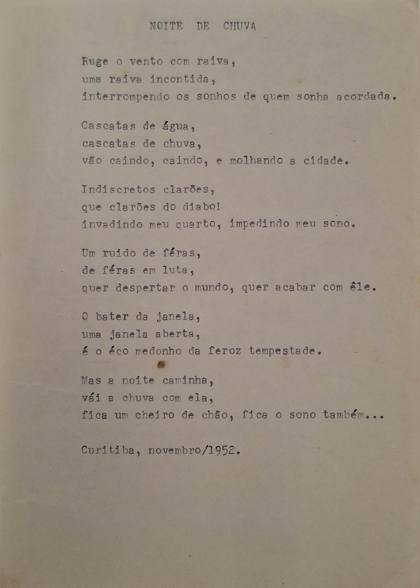 NOITE DE CHUVA
Ruge o vento com raiva,
uma raiva incontida,
interrompendo os sonhos de quem sonha acordada.
Cascatas de água,
cascatas de chuva,
vão caindo, caindo, e molhando a cidade.
Indiscretos clarões,
que clarões do diabo!
invadindo meu quarto, impedindo meu sono.
Um ruido de féras,
de féras em luta,
quer despertar o mundo, quer acabar com êle.
O bater da janela,
uma janela aberta,
é o éco medonho da feroz tempestade.
Mas a noite caminha,
vái a chuva com ela,
fica um cheiro de chão, fica o sono também...
Curitiba, novembro/1952.